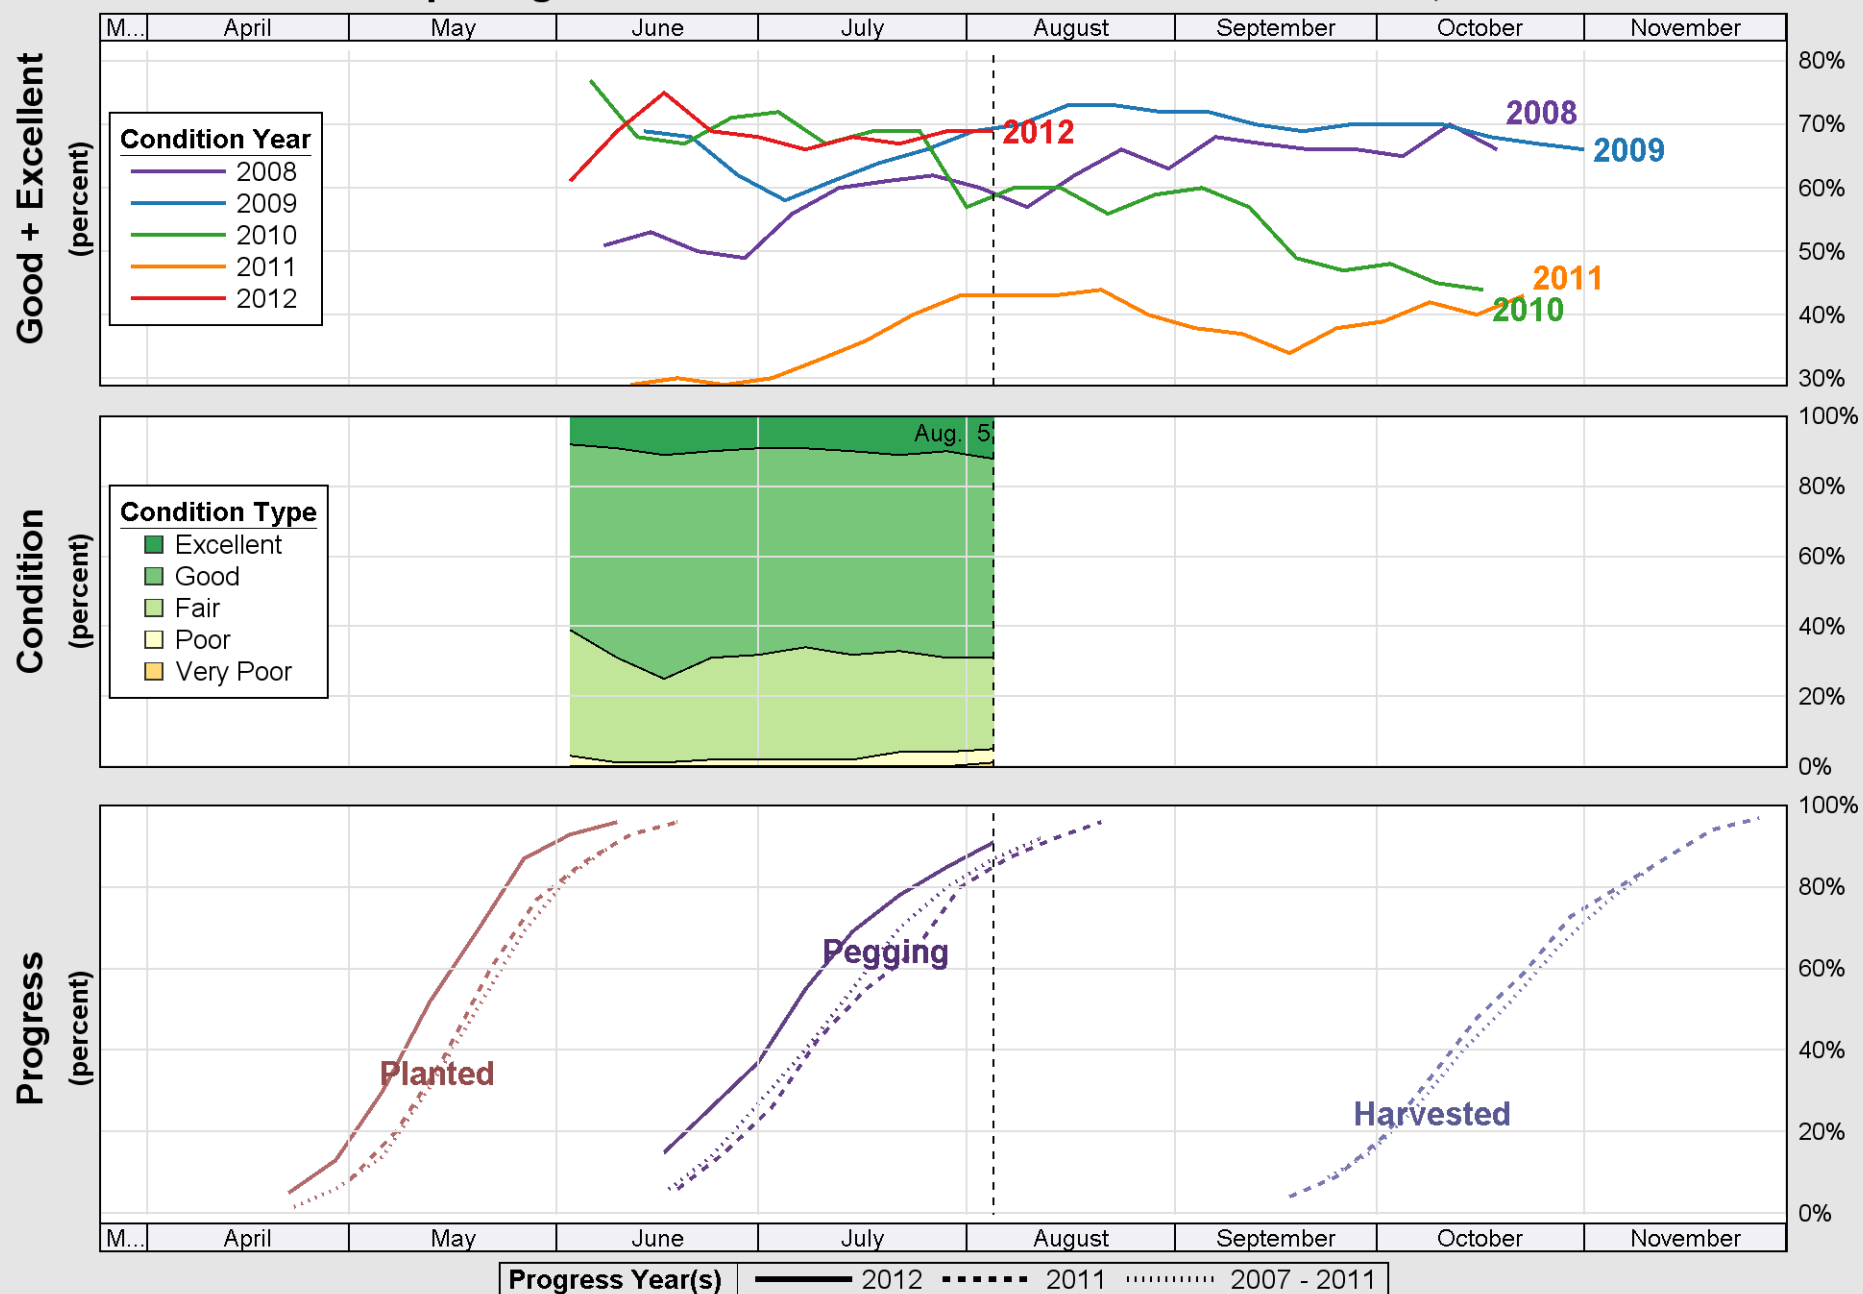 M... April May June July August September October November
Good + Excellent
(percent)
80%
70%
60%
50%
40%
30%
Condition Year
2008
2009
2010
2011
2012
2012
2008
2009
2011
2010
Condition
(percent)
100%
80%
60%
40%
20%
0%
Aug. 5
Condition Type
Excellent
Good
Fair
Poor
Very Poor
Progress
(percent)
100%
80%
60%
40%
20%
0%
Planted
Pegging
Harvested
M... April May June July August September October November
Progress Year(s) 2012 2011 2007 - 2011